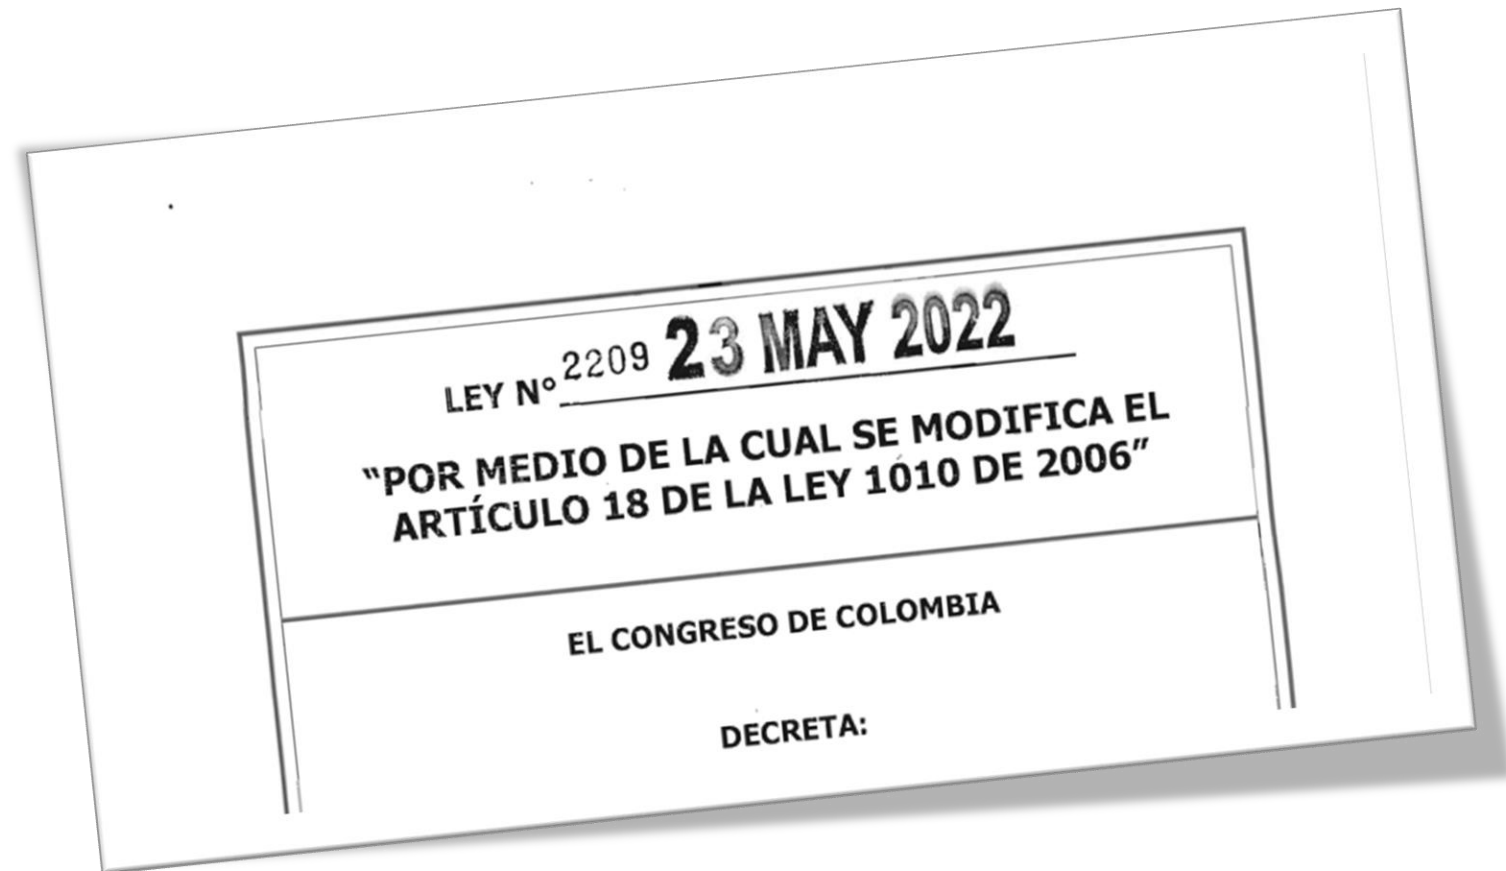 LEY N° 2209 23 MAY 2022
"POR MEDIO DE LA CUAL SE MODIFICA EL
ARTÍCULO 18 DE LA LEY 1010 DE 2006"
EL CONGRESO DE COLOMBIA
DECRETA: